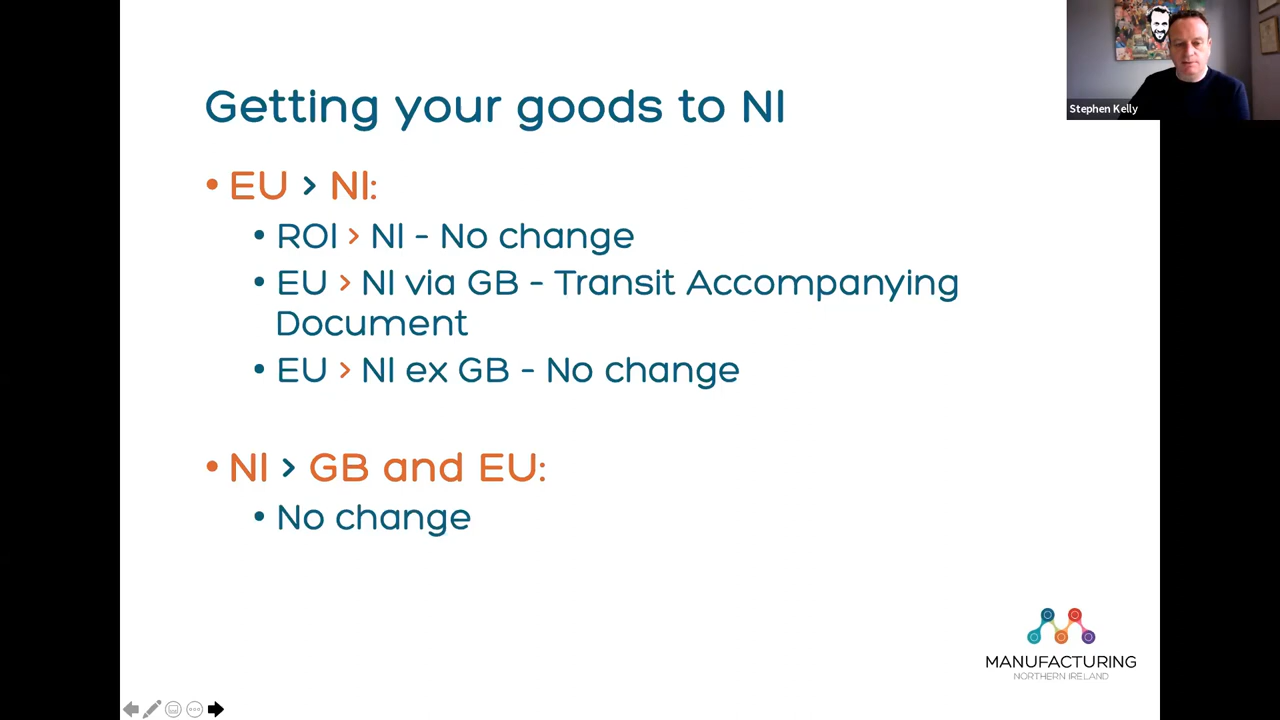 Stephen Kelly
Getting your goods to NI
• EU > NI:
• ROI > NI - No change
• EU > NI via GB - Transit Accompanying
Document
• EU > NI ex GB - No change
• NI > GB and EU:
• No change
MANUFACTURING
NORTHERN IRELAND